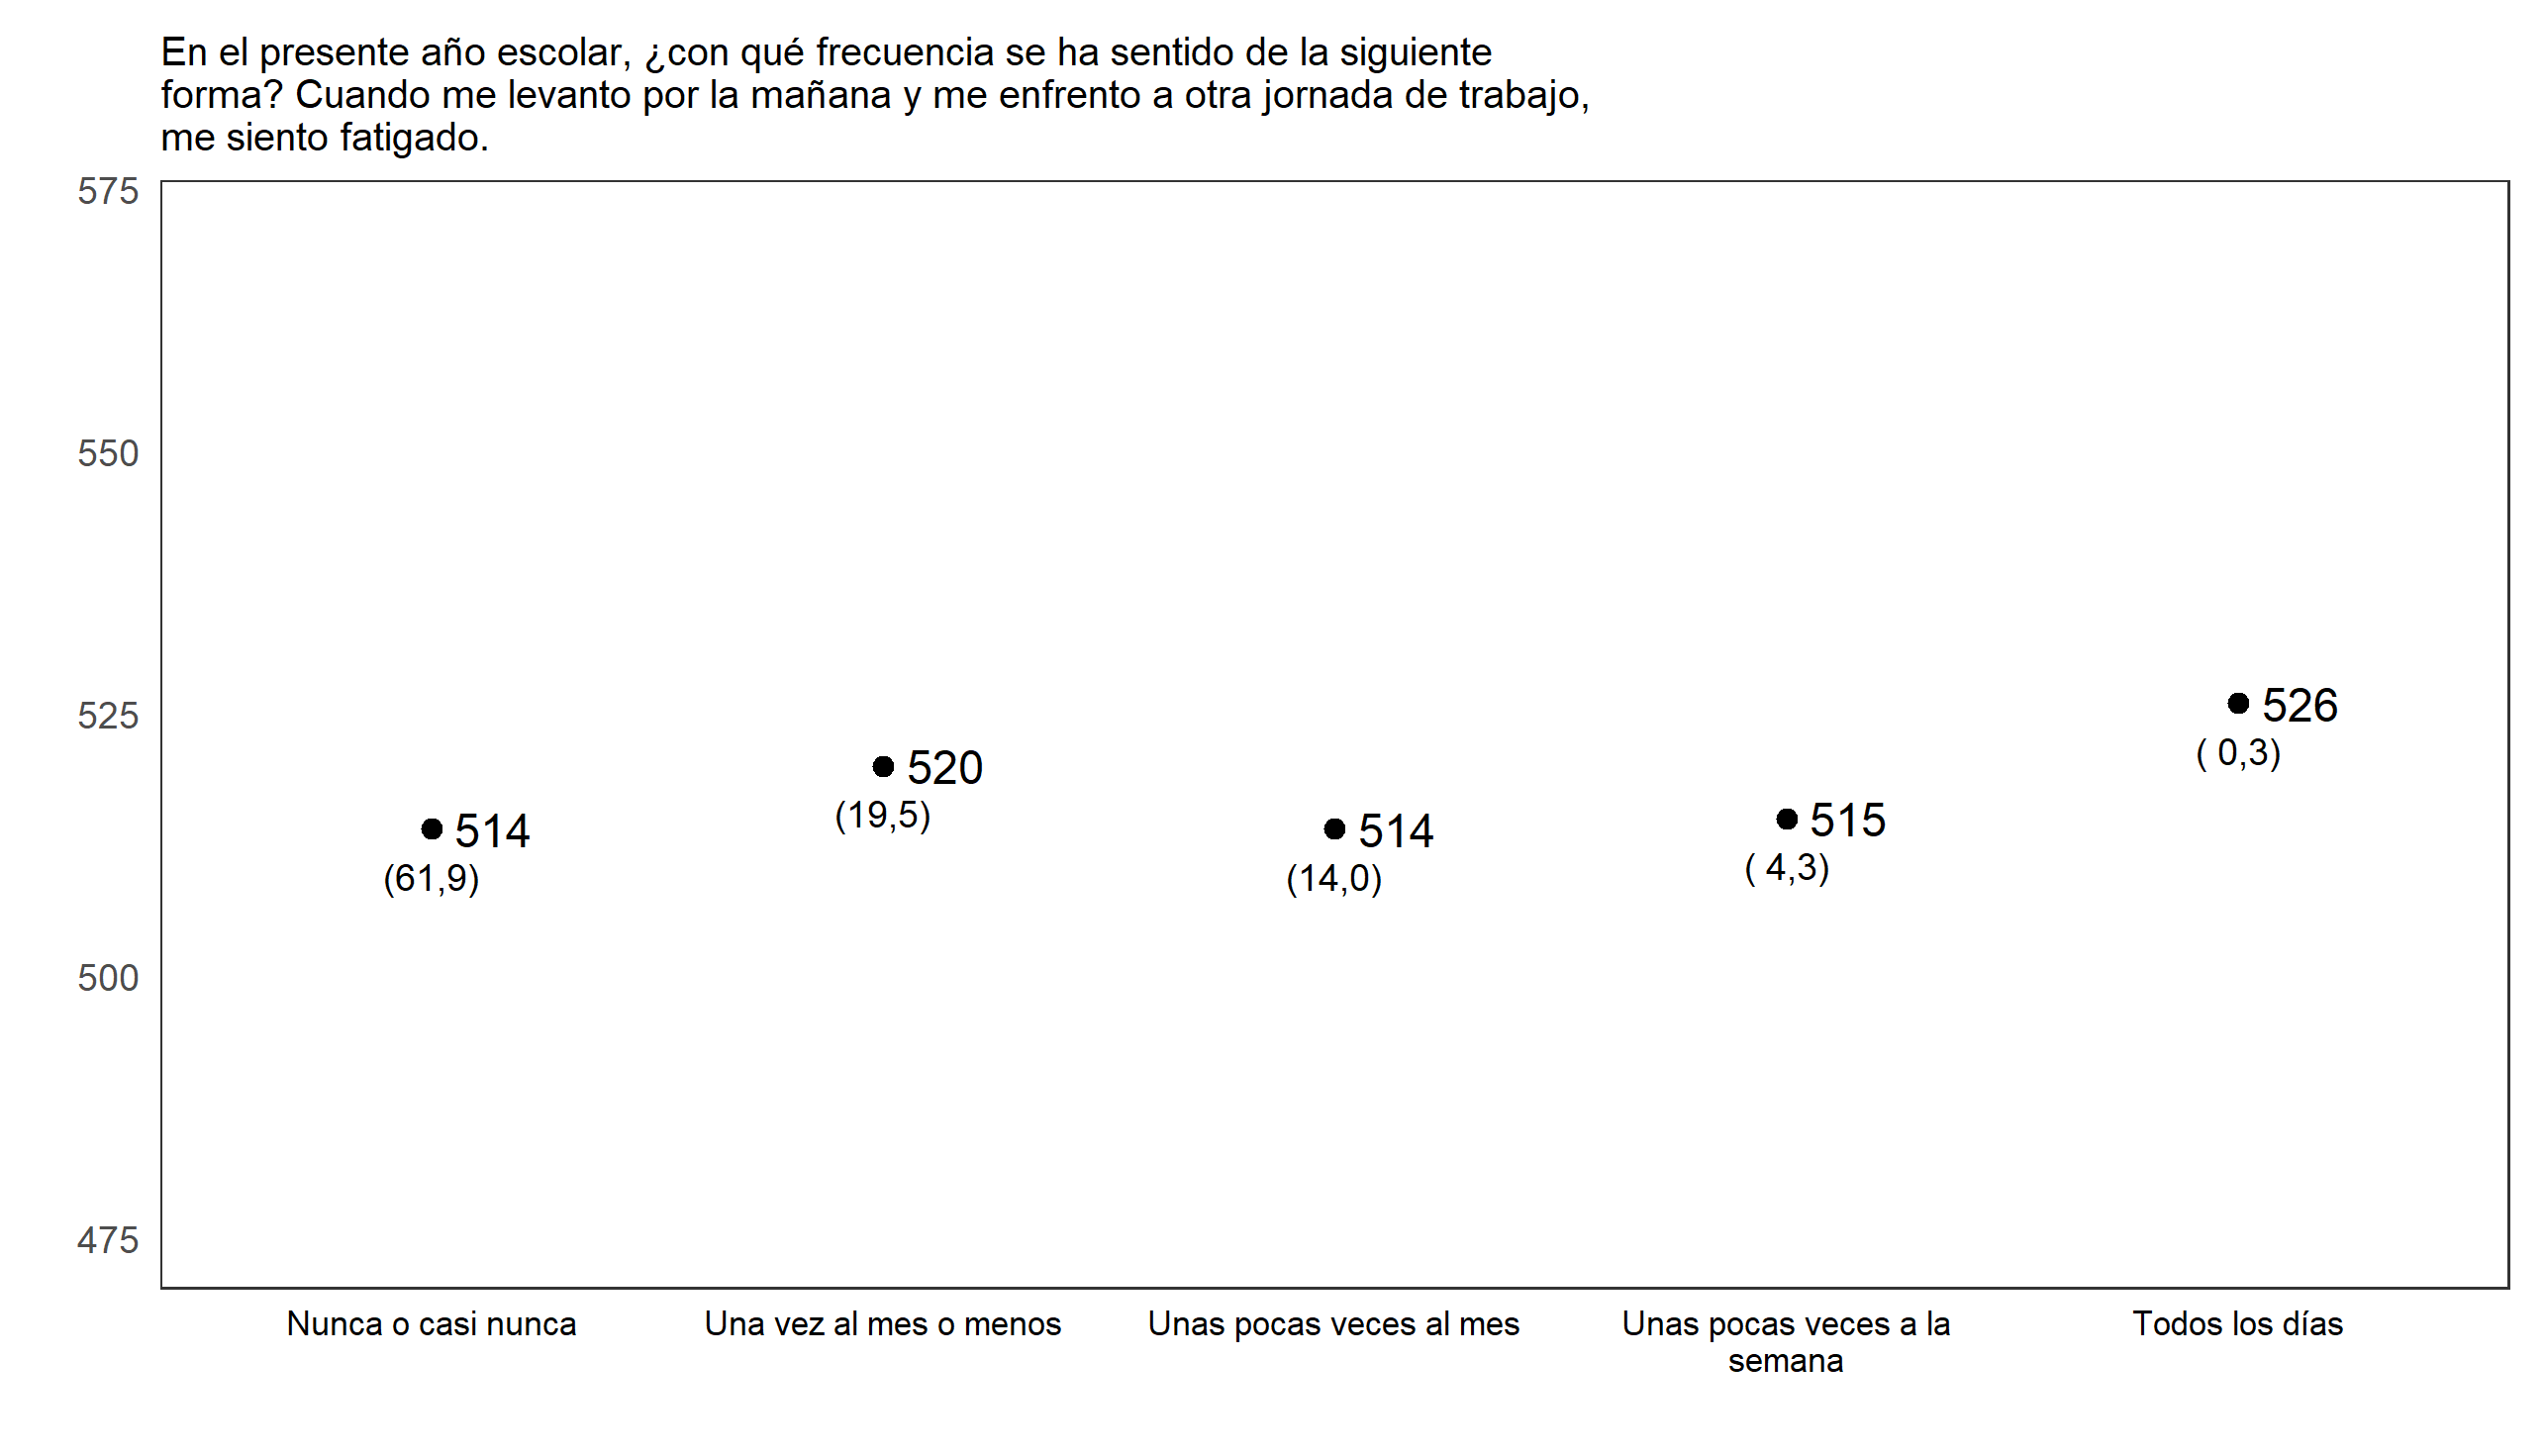 En el presente año escolar, ¿con qué frecuencia se ha sentido de la siguiente
forma? Cuando me levanto por la mañana y me enfrento a otra jornada de trabajo,
me siento fatigado.
575
550
525
500
475
514
(61,9)
520
(19,5)
514
(14,0)
515
( 4,3)
526
( 0,3)
Nunca o casi nunca
Una vez al mes o menos
Unas pocas veces al mes
Unas pocas veces a la
semana
Todos los días